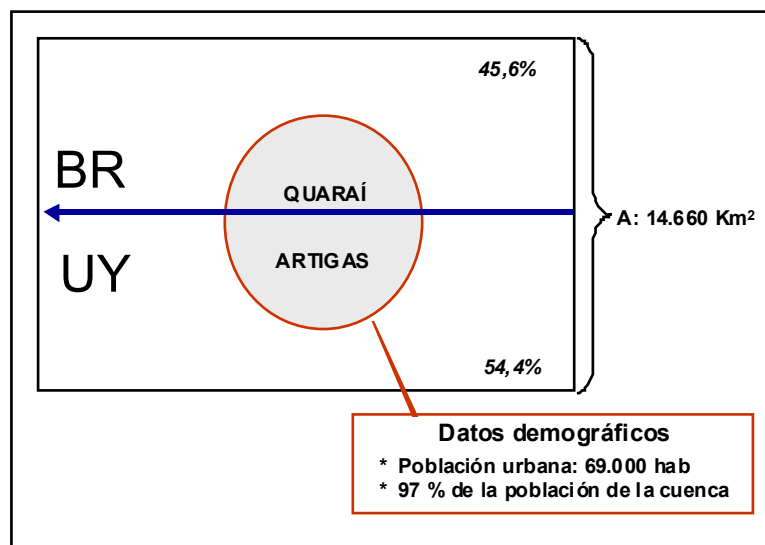 45,6%
BR
QUARAÍ
A: 14.660 Km²
UY
ARTIGAS
54,4%
Datos demográficos
* Población urbana: 69.000 hab
* 97 % de la población de la cuenca